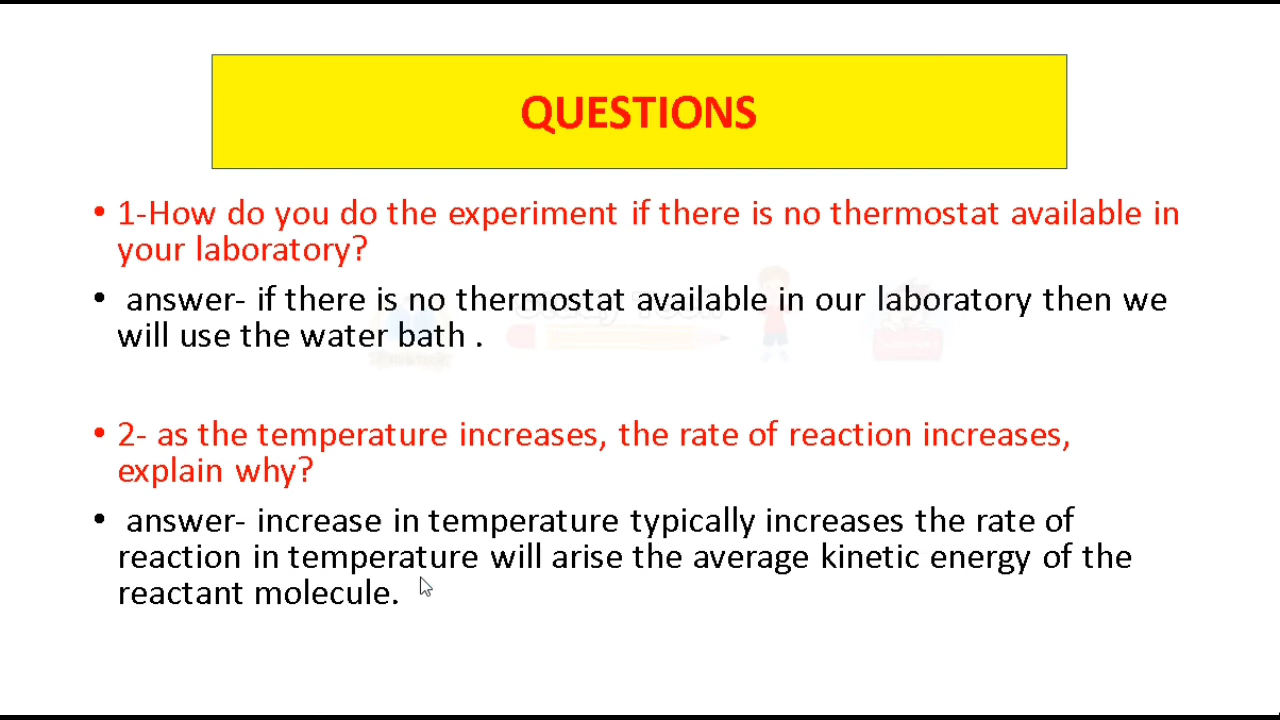 QUESTIONS
• 1-How do you do the experiment if there is no thermostat available in
your laboratory?
• answer- if there is no thermostat available in our laboratory then we
will use the water bath .
• 2- as the temperature increases, the rate of reaction increases,
explain why?
• answer- increase in temperature typically increases the rate of
reaction in temperature will arise the average kinetic energy of the
reactant molecule.